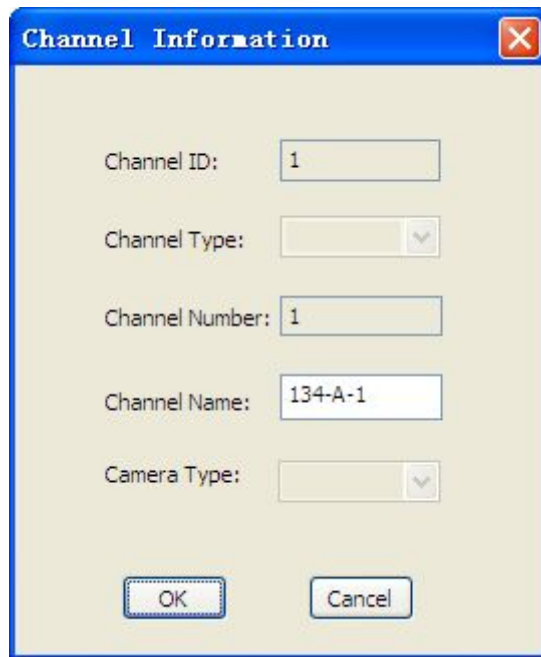 Channel Information
Channel ID: 1
Channel Type:
Channel Number: 1
Channel Name: 134-A-1
Camera Type:
OK Cancel